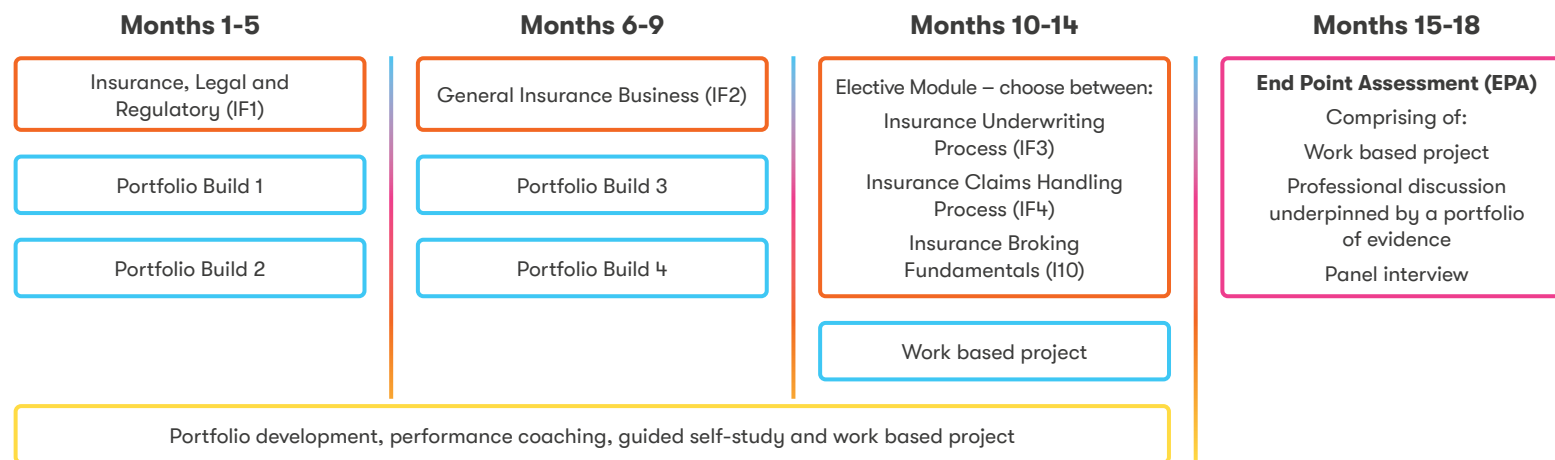 Months 1-5
Insurance, Legal and
Regulatory (IF1)
Portfolio Build 1
Portfolio Build 2
Months 6-9
General Insurance Business (IF2)
Portfolio Build 3
Portfolio Build 4
Months 10-14
Elective Module – choose between:
Insurance Underwriting
Process (IF3)
Insurance Claims Handling
Process (IF4)
Insurance Broking
Fundamentals (I10)
Work based project
Months 15-18
End Point Assessment (EPA)
Comprising of:
Work based project
Professional discussion
underpinned by a portfolio
of evidence
Panel interview
Portfolio development, performance coaching, guided self-study and work based project